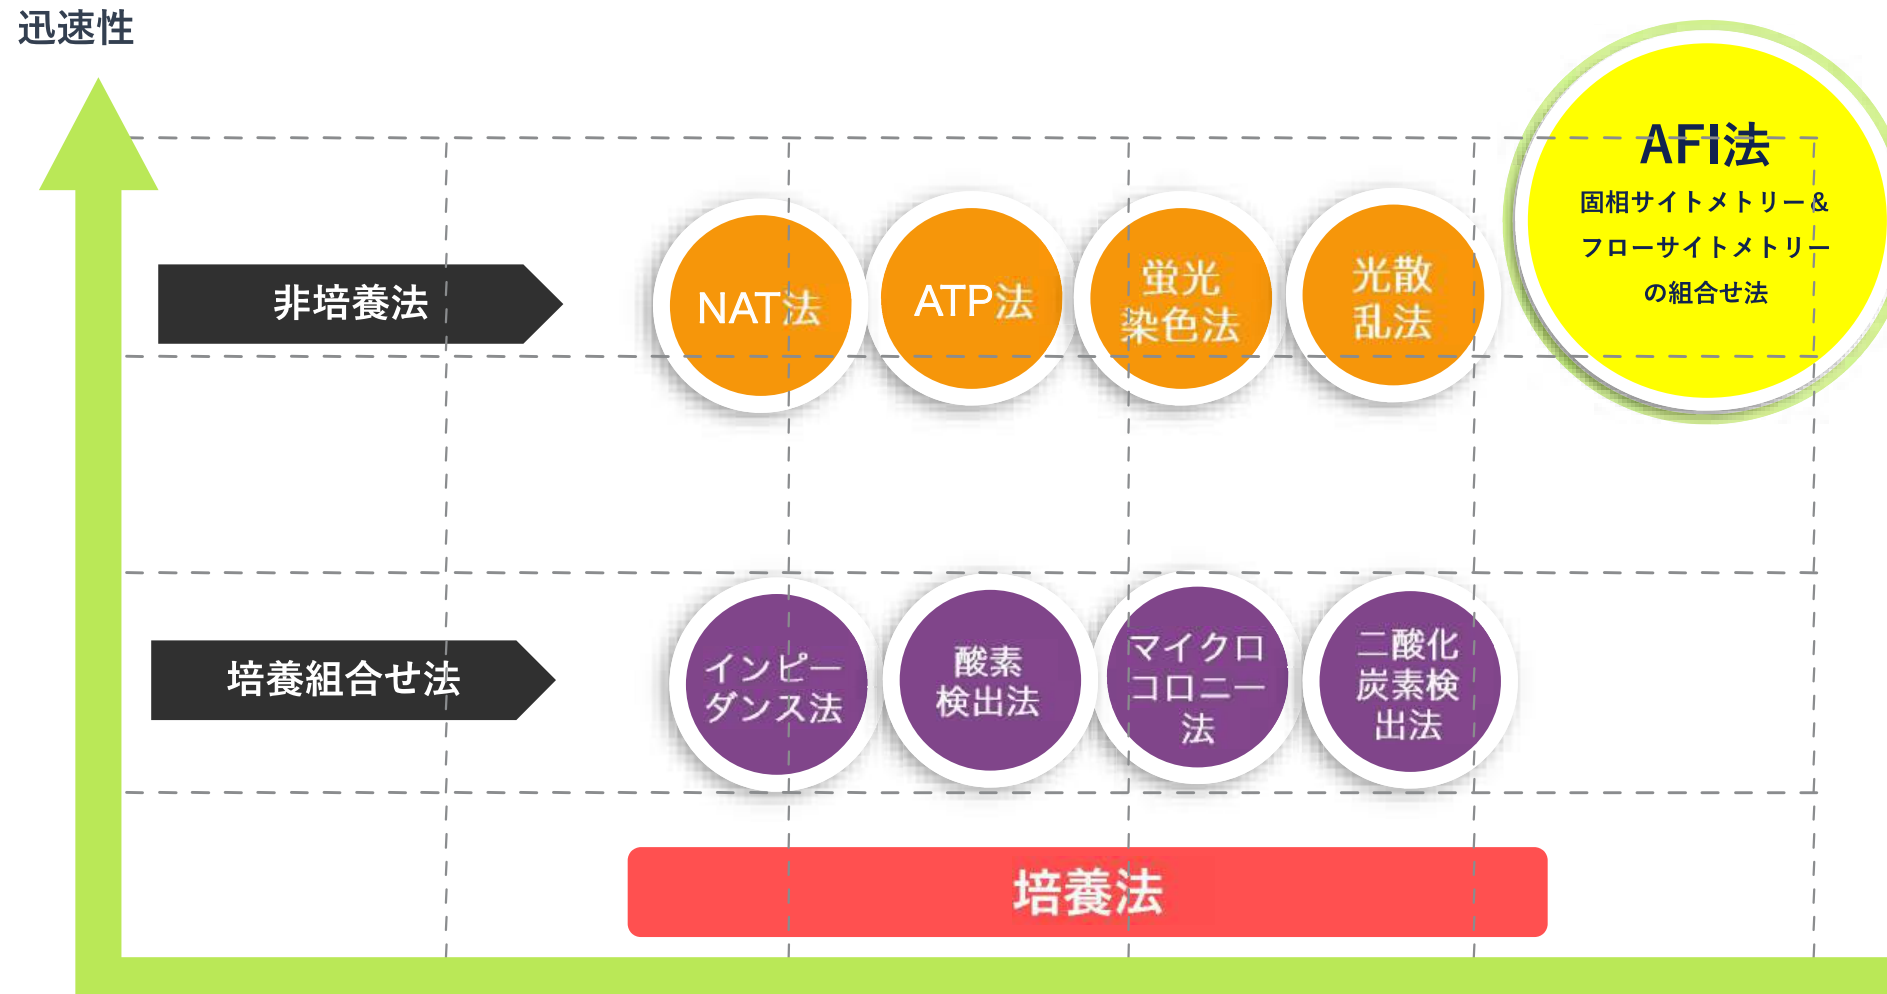 迅速性
AFI法
固相サイトメトリー&
フローサイトメトリー
の組合せ法
非培養法
NAT法
ATP法
蛍光
染色法
光散
乱法
培養組合せ法
インピー
ダンス法
酸素
検出法
マイクロ
コロニー
法
二酸化
炭素検
出法
培養法